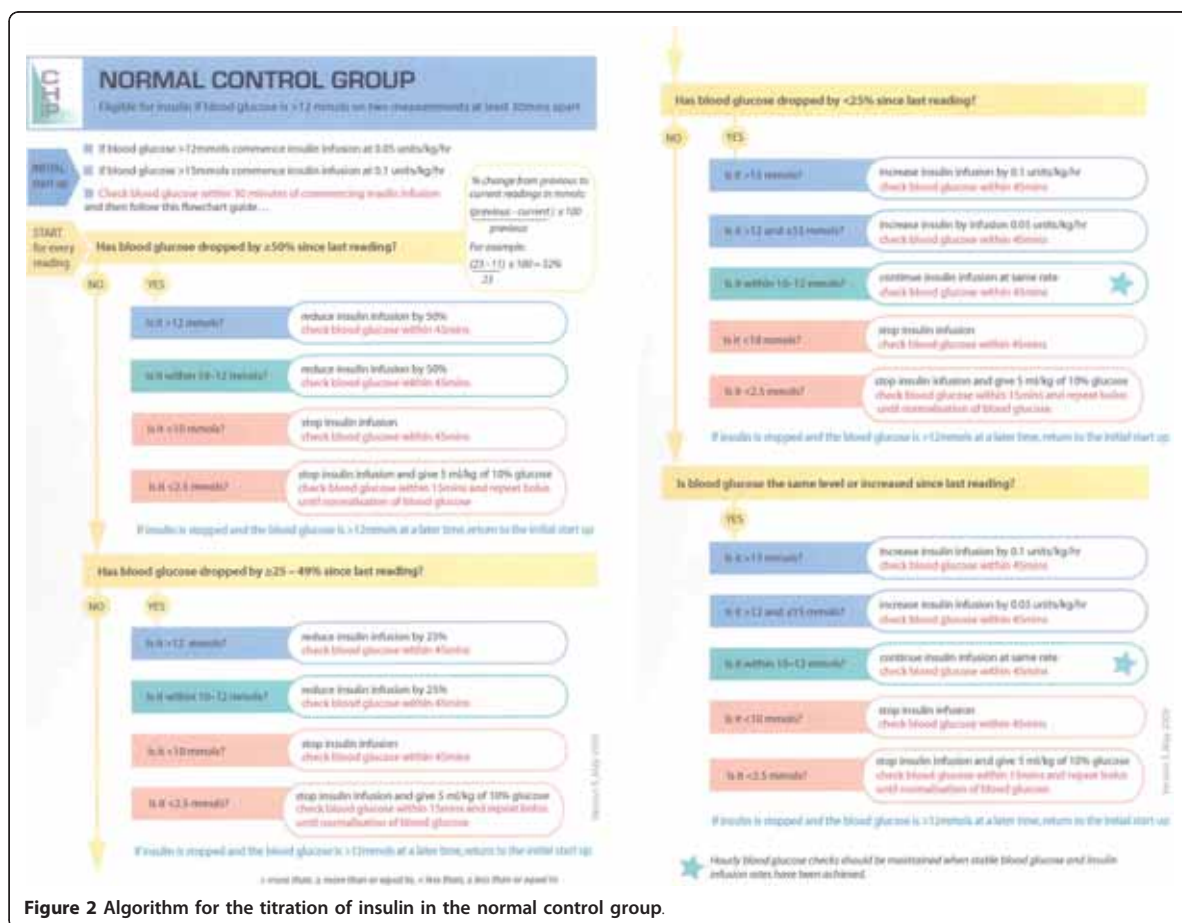 CHiP
NORMAL CONTROL GROUP
Eligible for insulin if blood glucose is >12 mmols on two measurements at least 30mins apart
INITIAL
start up
If blood glucose >12mmols commence insulin infusion at 0.05 units/kg/hr
If blood glucose >15mmols commence insulin infusion at 0.1 units/kg/hr
Check blood glucose within 30 minutes of commencing insulin infusion
and then follow this flowchart guide…
% change from previous to
current readings in mmols:
(previous - current) x 100
previous
For example:
(23 - 11) x 100 = 52%
23
START
for every
reading
Has blood glucose dropped by ≥50% since last reading?
NO
YES
Is it >12 mmols?
reduce insulin infusion by 50%
check blood glucose within 45mins
Is it within 10-12 mmols?
reduce insulin infusion by 50%
check blood glucose within 45mins
Is it <10 mmols?
stop insulin infusion
check blood glucose within 45mins
Is it <2.5 mmols?
stop insulin infusion and give 5 ml/kg of 10% glucose
check blood glucose within 15mins and repeat bolus
until normalisation of blood glucose
If insulin is stopped and the blood glucose is >12mmols at a later time, return to the initial start up
Has blood glucose dropped by ≥25 – 49% since last reading?
NO
YES
Is it >12 mmols?
reduce insulin infusion by 25%
check blood glucose within 45mins
Is it within 10-12 mmols?
reduce insulin infusion by 25%
check blood glucose within 45mins
Is it <10 mmols?
stop insulin infusion
check blood glucose within 45mins
Is it <2.5 mmols?
stop insulin infusion and give 5 ml/kg of 10% glucose
check blood glucose within 15mins and repeat bolus
until normalisation of blood glucose
If insulin is stopped and the blood glucose is >12mmols at a later time, return to the initial start up
> more than, ≥ more than or equal to, < less than, ≤ less than or equal to
May 2009
Has blood glucose dropped by <25% since last reading?
NO
YES
Is it >15 mmols?
increase insulin infusion by 0.1 units/kg/hr
check blood glucose within 45mins
Is it >12 and ≤15 mmols?
increase insulin by infusion 0.05 units/kg/hr
check blood glucose within 45mins
Is it within 10-12 mmols?
continue insulin infusion at same rate
check blood glucose within 45mins
Is it <10 mmols?
stop insulin infusion
check blood glucose within 45mins
Is it <2.5 mmols?
stop insulin infusion and give 5 ml/kg of 10% glucose
check blood glucose within 15mins and repeat bolus
until normalisation of blood glucose
If insulin is stopped and the blood glucose is >12mmols at a later time, return to the initial start up
Is blood glucose the same level or increased since last reading?
YES
Is it >15 mmols?
increase insulin infusion by 0.1 units/kg/hr
check blood glucose within 45mins
Is it >12 and ≤15 mmols?
increase insulin infusion by 0.05 units/kg/hr
check blood glucose within 45mins
Is it within 10-12 mmols?
continue insulin infusion at same rate
check blood glucose within 45mins
Is it <10 mmols?
stop insulin infusion
check blood glucose within 45mins
Is it <2.5 mmols?
stop insulin infusion and give 5 ml/kg of 10% glucose
check blood glucose within 15mins and repeat bolus
until normalisation of blood glucose
If insulin is stopped and the blood glucose is >12mmols at a later time, return to the initial start up
Hourly blood glucose checks should be maintained when stable blood glucose and insulin
infusion rates have been achieved.
May 2009
Figure 2 Algorithm for the titration of insulin in the normal control group.